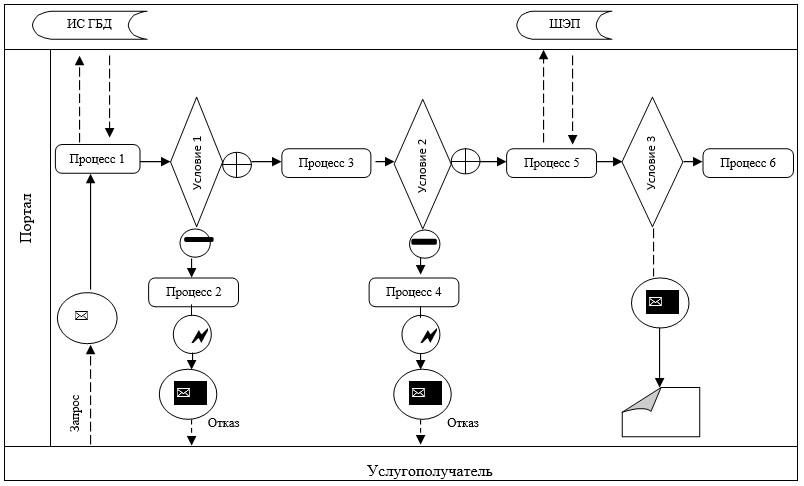 ИС ГБД
ШЭП
Портал
Процесс 1
Условие 1
Процесс 3
Условие 2
Процесс 5
Условие 3
Процесс 6
Процесс 2
Процесс 4
Запрос
Отказ
Отказ
Услугополучатель